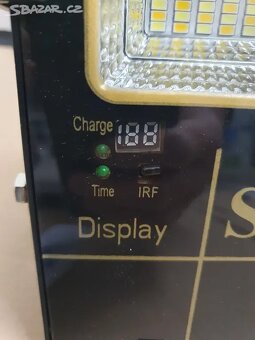 SBAZAR.CZ
Charge 188
Time IRF
Display
S